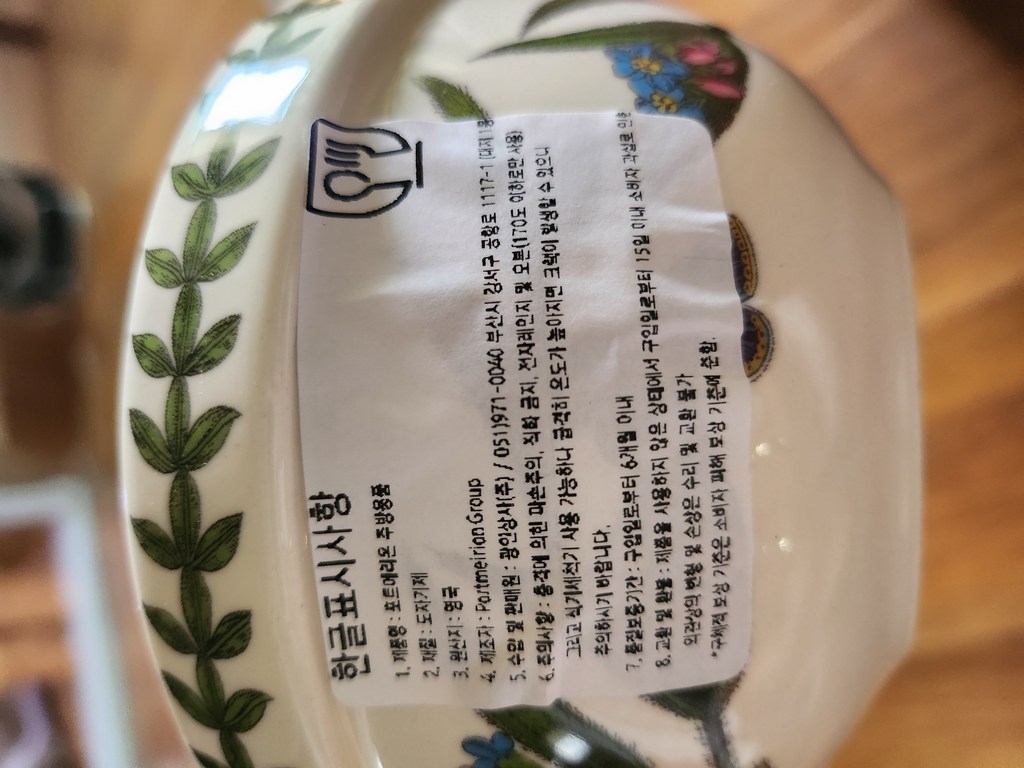 한글표시사항
1. 제품명 : 포트메리온 주방용품
2. 재질 : 도자기제
3. 원산지 : 영국
4. 제조자 : Portmeirian Group
5. 수입 및 판매원 : 광인상사(주) / 051)971-0040 부산시 강서구 공항로 1117-1 (대저1동)
6. 주의사항 : 충격에 의한 파손주의, 직화 금지, 전자레인지 및 오븐(170도 이하로만 사용)
그리고 식기세척기 사용 가능하나 급격히 온도가 높아지면 크랙이 발생할 수 있으니
주의하시기 바랍니다.
7. 품질보증기간 : 구입일로부터 6개월 이내
8. 교환 및 환불 : 제품을 사용하지 않은 상태에서 구입일로부터 15일 이내 소비자 과실로 인한
외관상의 변형 및 손상은 수리 및 교환 불가
*구체적 보상 기준은 소비자 피해 보상 기준에 준함.